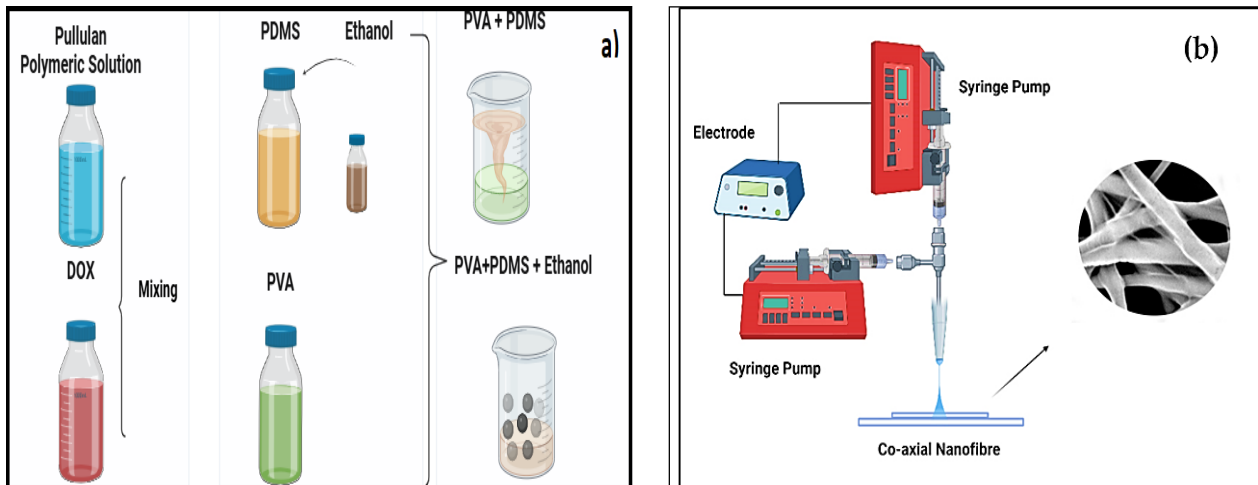 Pullulan
Polymeric Solution
DOX
Mixing
PDMS
Ethanol
PVA
PVA + PDMS
a)
PVA+PDMS + Ethanol
(b)
Syringe Pump
Electrode
Syringe Pump
Co-axial Nanofibre